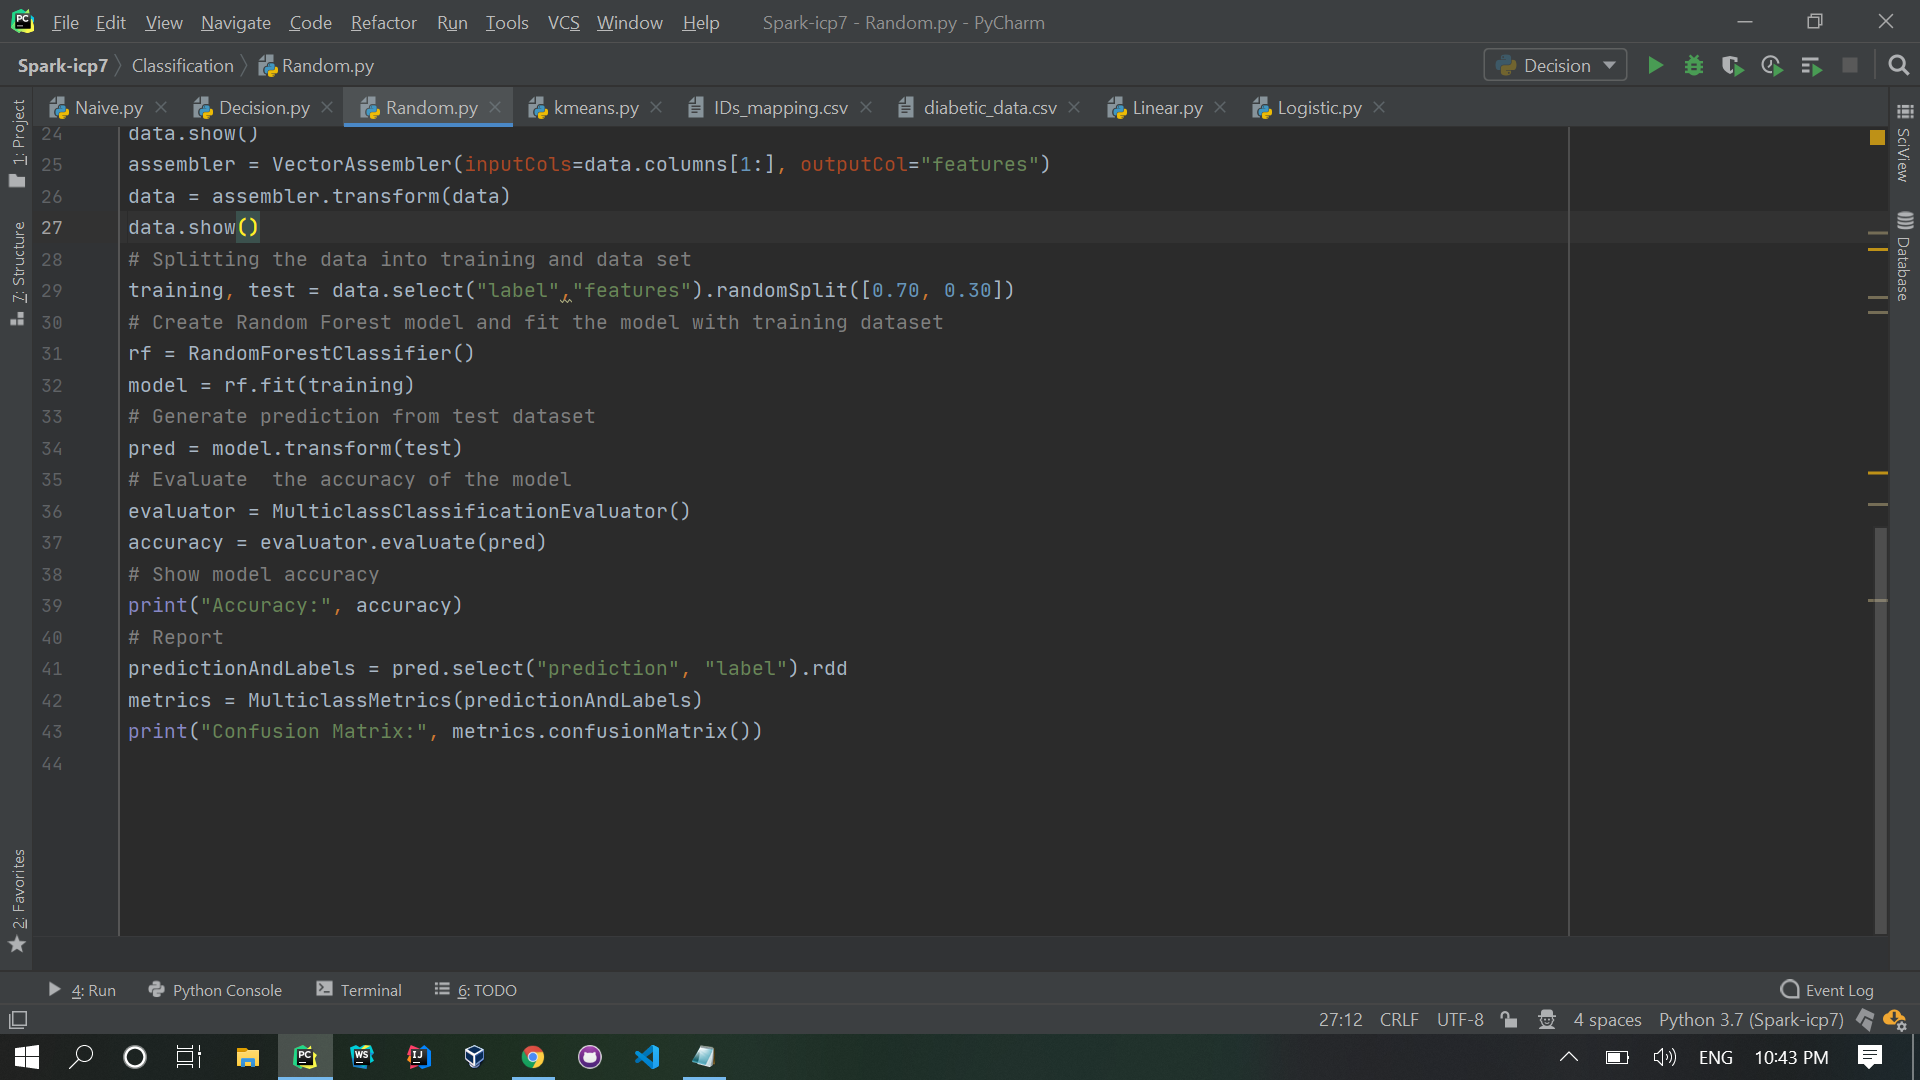 File Edit View Navigate Code Refactor Run Tools VCS Window Help Spark-icp7 - Random.py - PyCharm
Spark-icp7 Classification Random.py Decision
Naive.py Decision.py Random.py kmeans.py IDs_mapping.csv diabetic_data.csv Linear.py Logistic.py
1: Project
7: Structure
2: Favorites
SciView
Database
24 data.show()
25 assembler = VectorAssembler(inputCols=data.columns[1:], outputCol="features")
26 data = assembler.transform(data)
27 data.show()
28 # Splitting the data into training and data set
29 training, test = data.select("label","features").randomSplit([0.70, 0.30])
30 # Create Random Forest model and fit the model with training dataset
31 rf = RandomForestClassifier()
32 model = rf.fit(training)
33 # Generate prediction from test dataset
34 pred = model.transform(test)
35 # Evaluate  the accuracy of the model
36 evaluator = MulticlassClassificationEvaluator()
37 accuracy = evaluator.evaluate(pred)
38 # Show model accuracy
39 print("Accuracy:", accuracy)
40 # Report
41 predictionAndLabels = pred.select("prediction", "label").rdd
42 metrics = MulticlassMetrics(predictionAndLabels)
43 print("Confusion Matrix:", metrics.confusionMatrix())
44
4: Run Python Console Terminal 6: TODO Event Log
27:12 CRLF UTF-8 4 spaces Python 3.7 (Spark-icp7)
PC WS IJ ENG 10:43 PM